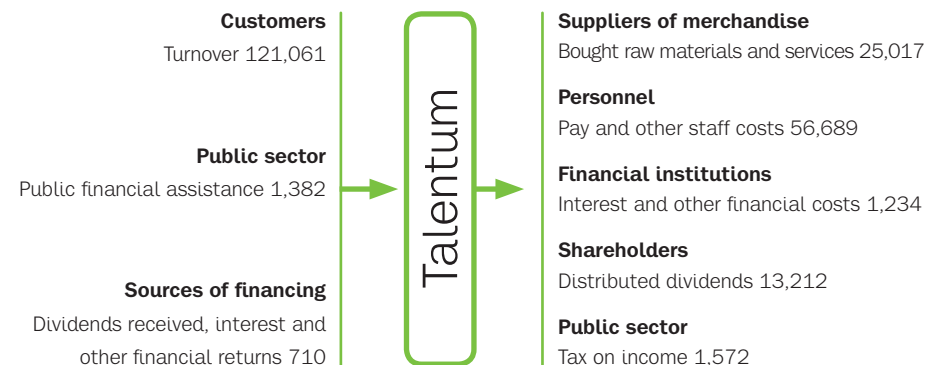 Customers
Turnover 121,061
Public sector
Public financial assistance 1,382
Sources of financing
Dividends received, interest and
other financial returns 710
Talentum
Suppliers of merchandise
Bought raw materials and services 25,017
Personnel
Pay and other staff costs 56,689
Financial institutions
Interest and other financial costs 1,234
Shareholders
Distributed dividends 13,212
Public sector
Tax on income 1,572